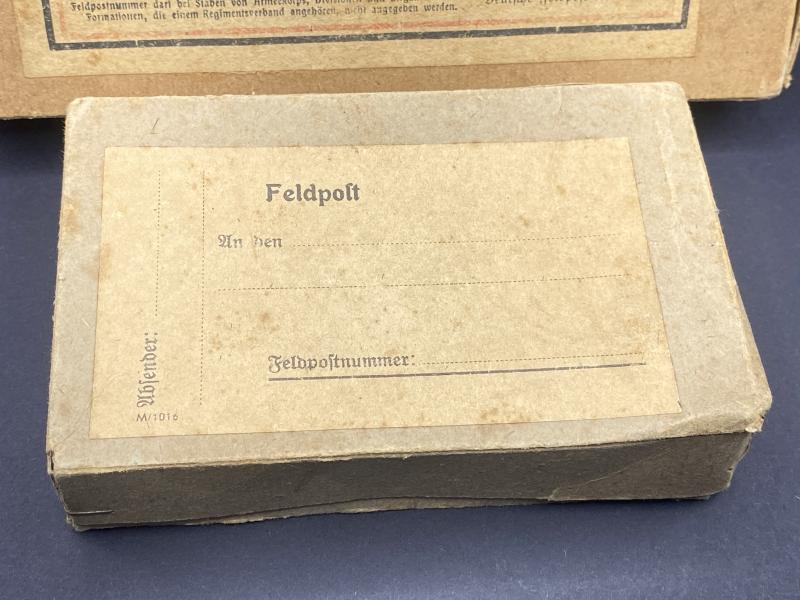 Feldpostnummer darf bei Stäben von Armeekorps, Divisionen und
Formationen, die einem Regimentsverband angehören, nicht angegeben werden.
Feldpoſt
An den
Feldpoſtnummer:
Abſender:
M/1016